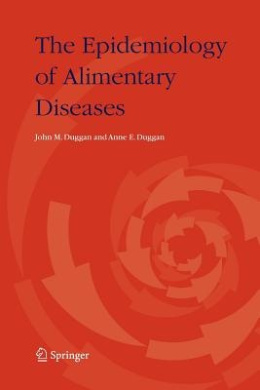 The Epidemiology
of Alimentary
Diseases
John M. Duggan and Anne E. Duggan
Springer